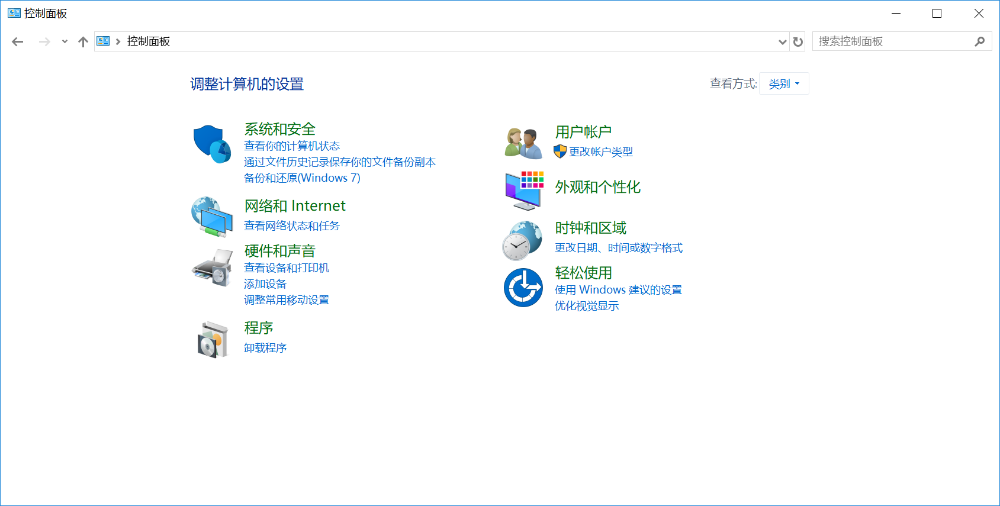 控制面板
控制面板
搜索控制面板
调整计算机的设置
查看方式: 类别
系统和安全
查看你的计算机状态
通过文件历史记录保存你的文件备份副本
备份和还原(Windows 7)
网络和 Internet
查看网络状态和任务
硬件和声音
查看设备和打印机
添加设备
调整常用移动设置
程序
卸载程序
用户帐户
更改帐户类型
外观和个性化
时钟和区域
更改日期、时间或数字格式
轻松使用
使用 Windows 建议的设置
优化视觉显示